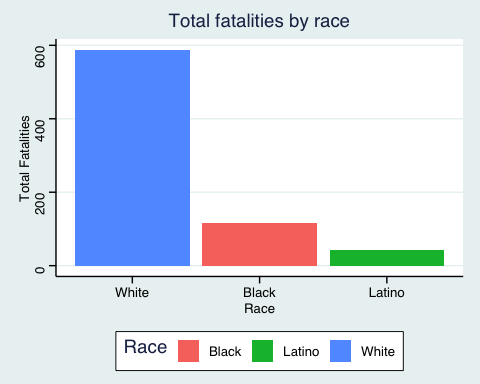 Total fatalities by race
Total Fatalities
600
400
200
0
White
Black
Latino
Race
Race
Black
Latino
White